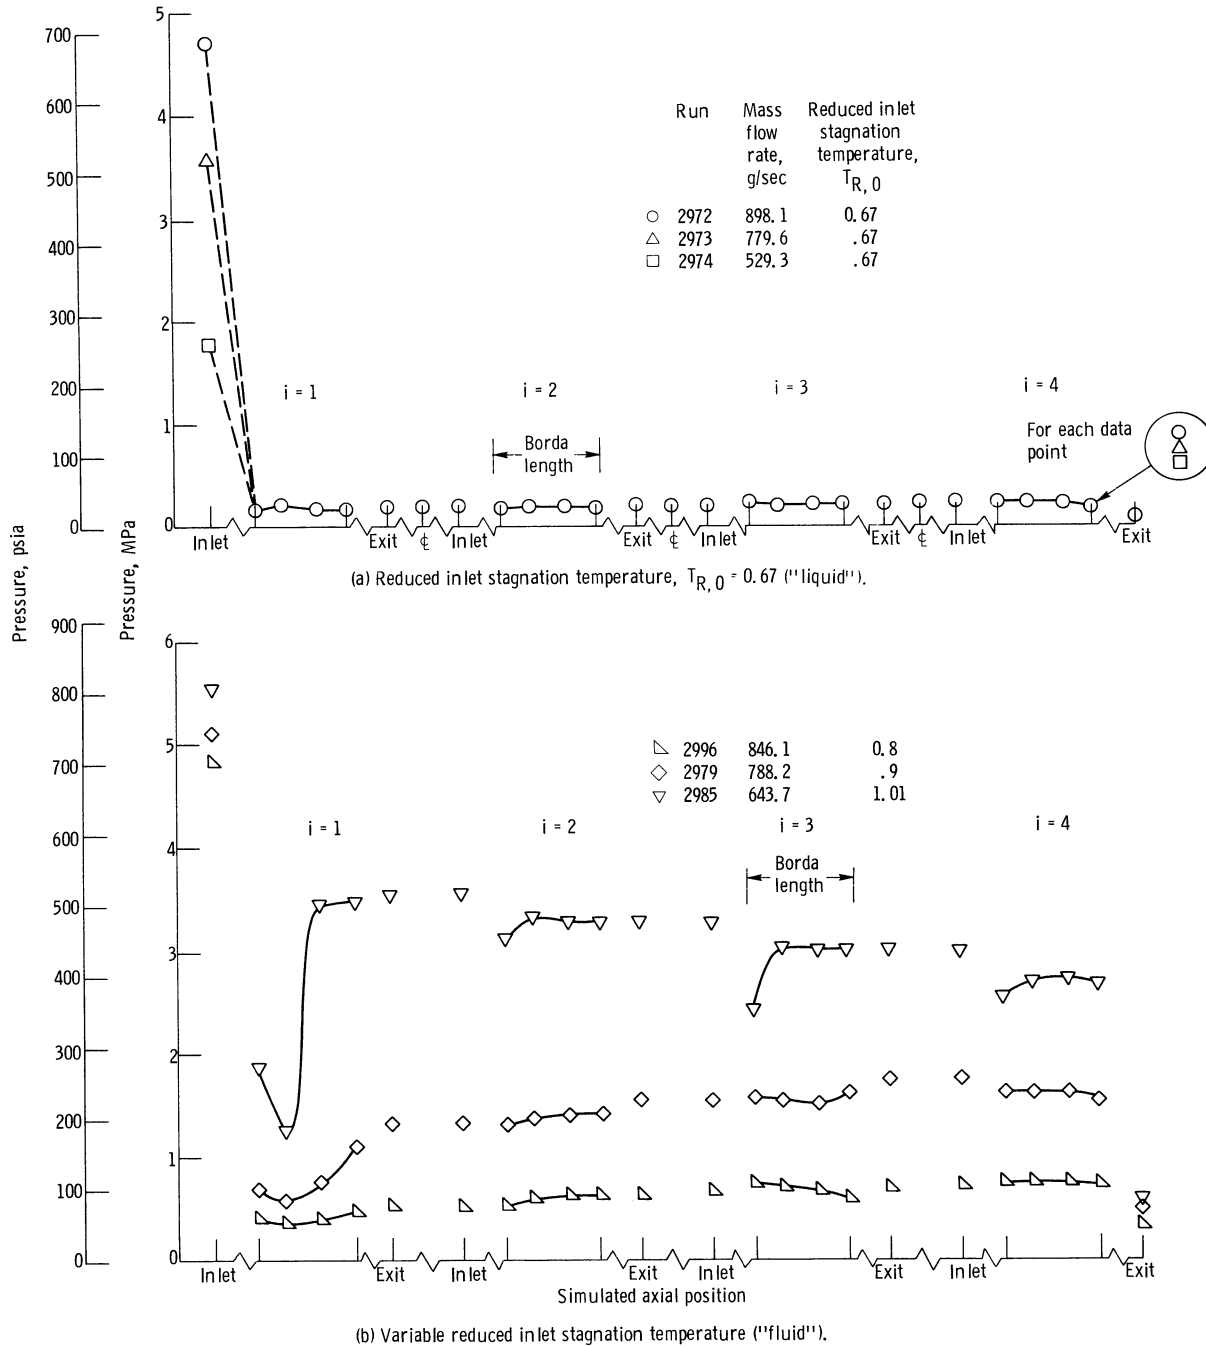 700
600
500
400
300
200
100
0
5
4
3
2
1
0
Run Mass Reduced inlet
flow stagnation
rate, temperature,
g/sec T R, 0
2972 898.1 0.67
2973 779.6 .67
2974 529.3 .67
i = 1 i = 2 i = 3 i = 4
Borda
length
For each data
point
Inlet Exit ℄ Inlet Exit ℄ Inlet Exit ℄ Inlet Exit
(a) Reduced inlet stagnation temperature, T R, 0 = 0.67 ("liquid").
Pressure, psia
Pressure, MPa
900
800
700
600
500
400
300
200
100
0
6
5
4
3
2
1
0
2996 846.1 0.8
2979 788.2 .9
2985 643.7 1.01
i = 1 i = 2 i = 3 i = 4
Borda
length
Inlet Exit Inlet Exit Inlet Exit Inlet Exit
Simulated axial position
(b) Variable reduced inlet stagnation temperature ("fluid").